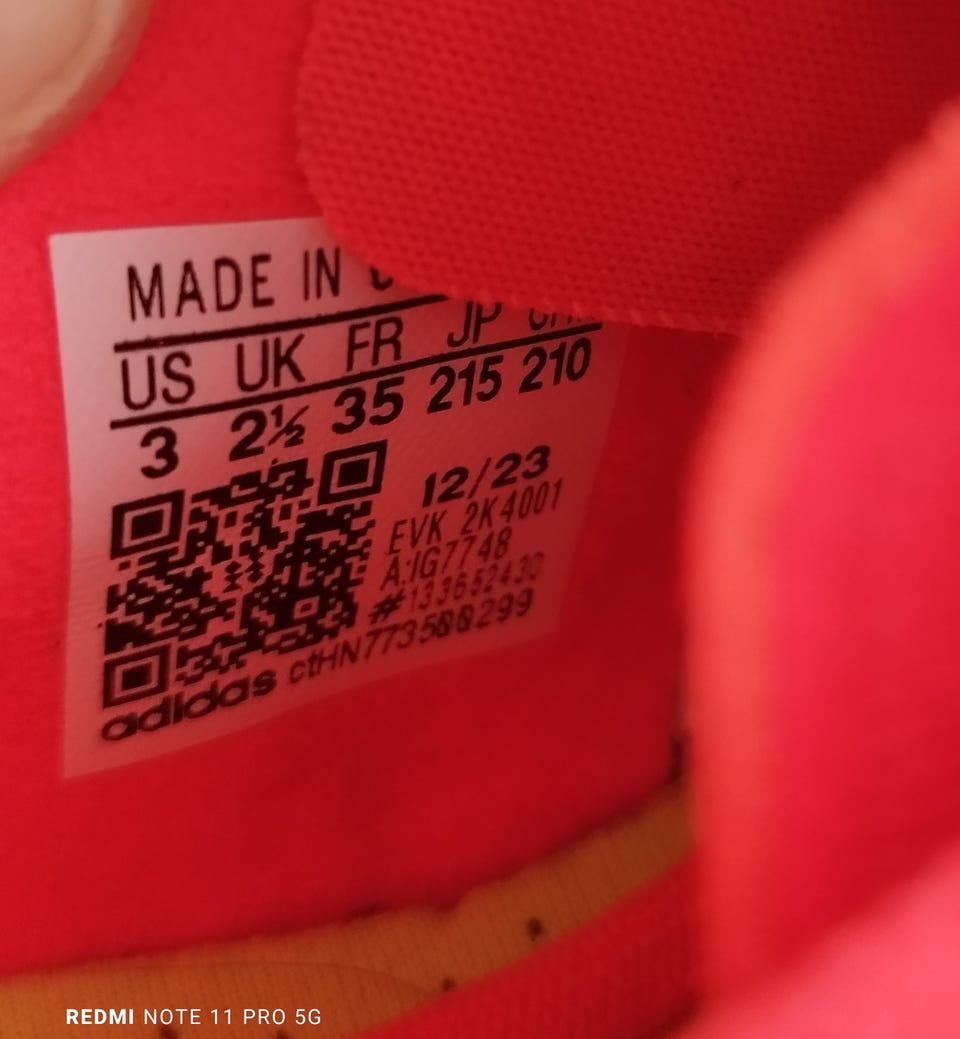 MADE IN
US UK FR JP
3 2½ 35 215 210
12/23
EVK 2K4001
A:IG7748
#133652430
adidas ctHN773588299
REDMI NOTE 11 PRO 5G